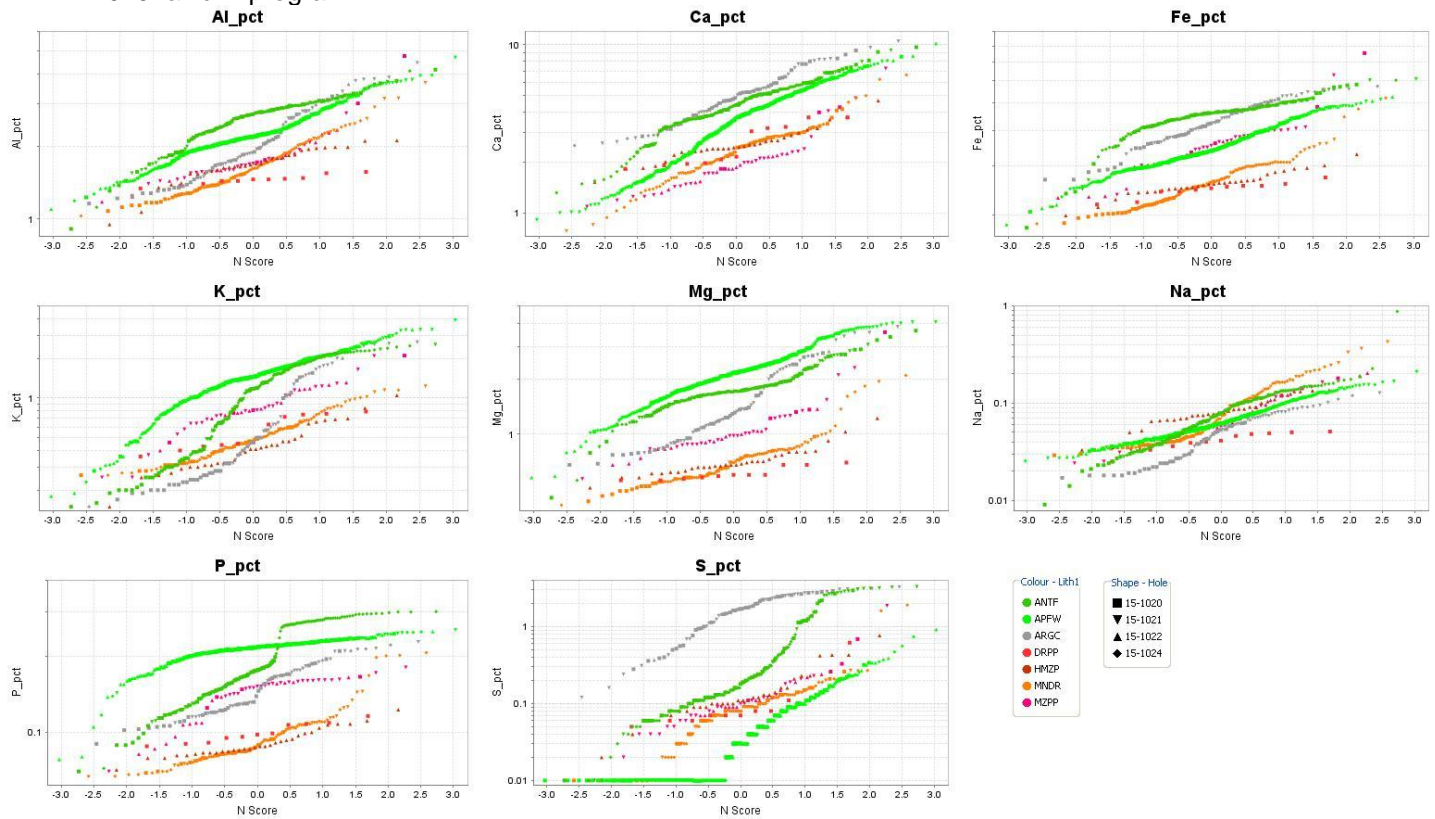 Al_pct Ca_pct Fe_pct
Al_pct
1
-3.0 -2.5 -2.0 -1.5 -1.0 -0.5 0.0 0.5 1.0 1.5 2.0 2.5 3.0
N Score
Ca_pct
10
1
-3.0 -2.5 -2.0 -1.5 -1.0 -0.5 0.0 0.5 1.0 1.5 2.0 2.5 3.0
N Score
Fe_pct
-3.0 -2.5 -2.0 -1.5 -1.0 -0.5 0.0 0.5 1.0 1.5 2.0 2.5 3.0
N Score
K_pct Mg_pct Na_pct
K_pct
1
-3.0 -2.5 -2.0 -1.5 -1.0 -0.5 0.0 0.5 1.0 1.5 2.0 2.5 3.0
N Score
Mg_pct
1
-3.0 -2.5 -2.0 -1.5 -1.0 -0.5 0.0 0.5 1.0 1.5 2.0 2.5 3.0
N Score
Na_pct
1
0.1
0.01
-3.0 -2.5 -2.0 -1.5 -1.0 -0.5 0.0 0.5 1.0 1.5 2.0 2.5 3.0
N Score
P_pct S_pct
P_pct
0.1
-3.0 -2.5 -2.0 -1.5 -1.0 -0.5 0.0 0.5 1.0 1.5 2.0 2.5 3.0
N Score
S_pct
1
0.1
0.01
-3.0 -2.5 -2.0 -1.5 -1.0 -0.5 0.0 0.5 1.0 1.5 2.0 2.5 3.0
N Score
Colour - Lith1
ANTF
APFW
ARGC
DRPP
HMZP
MNDR
MZPP
Shape - Hole
15-1020
15-1021
15-1022
15-1024